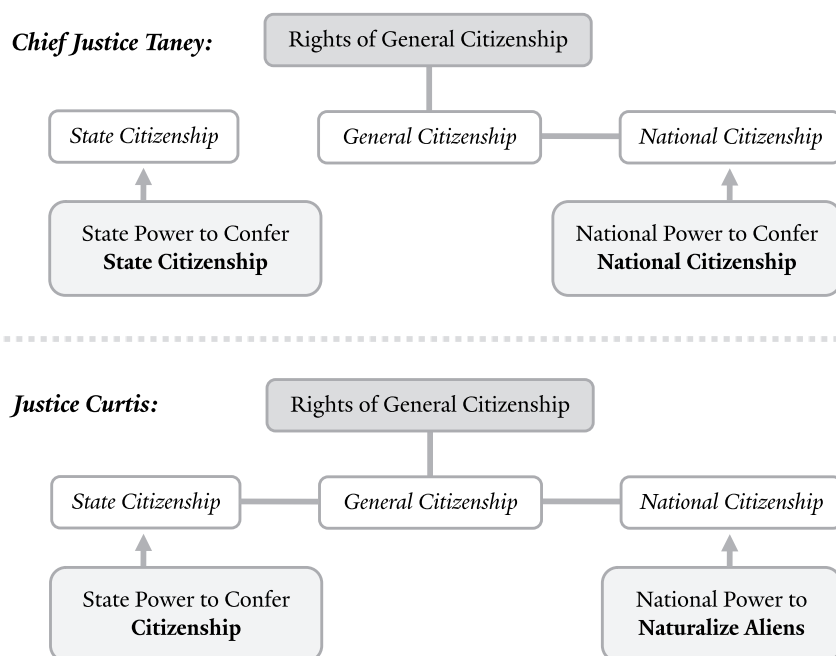 Chief Justice Taney:
Rights of General Citizenship
State Citizenship
General Citizenship
National Citizenship
State Power to Confer
State Citizenship
National Power to Confer
National Citizenship
Justice Curtis:
Rights of General Citizenship
State Citizenship
General Citizenship
National Citizenship
State Power to Confer
Citizenship
National Power to
Naturalize Aliens